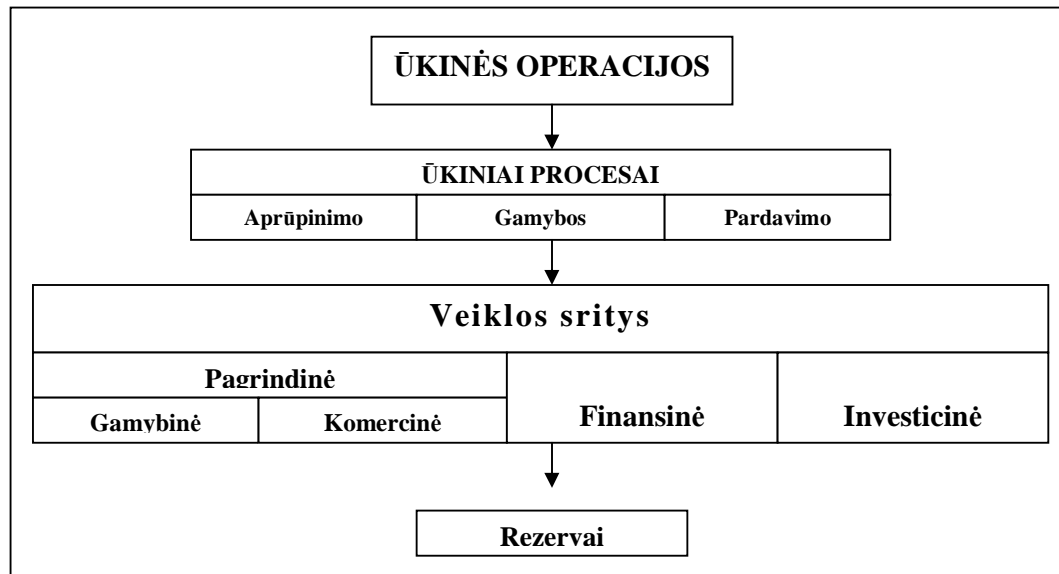 ŪKINĖS OPERACIJOS
ŪKINIAI PROCESAI
Aprūpinimo Gamybos Pardavimo
Veiklos sritys
Pagrindinė
Gamybinė Komercinė Finansinė Investicinė
Rezervai